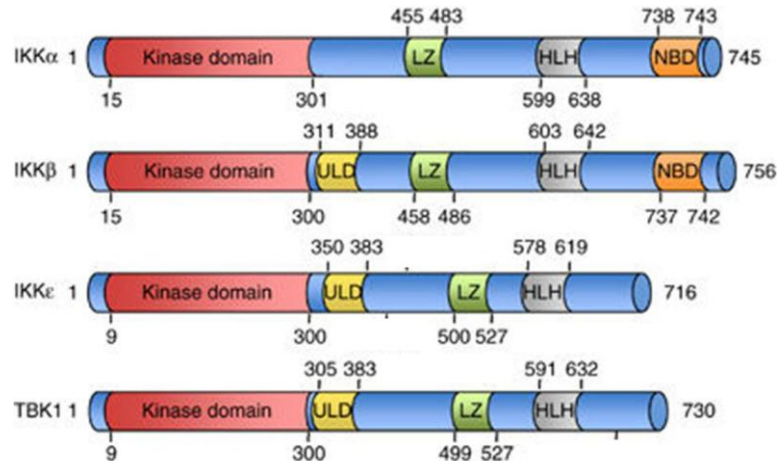 455 483 738 743
IKKα 1 Kinase domain LZ HLH NBD 745
15 301 599 638
311 388 603 642
IKKβ 1 Kinase domain ULD LZ HLH NBD 756
15 300 458 486 737 742
350 383 578 619
IKKε 1 Kinase domain ULD LZ HLH 716
9 300 500 527
305 383 591 632
TBK1 1 Kinase domain ULD LZ HLH 730
9 300 499 527